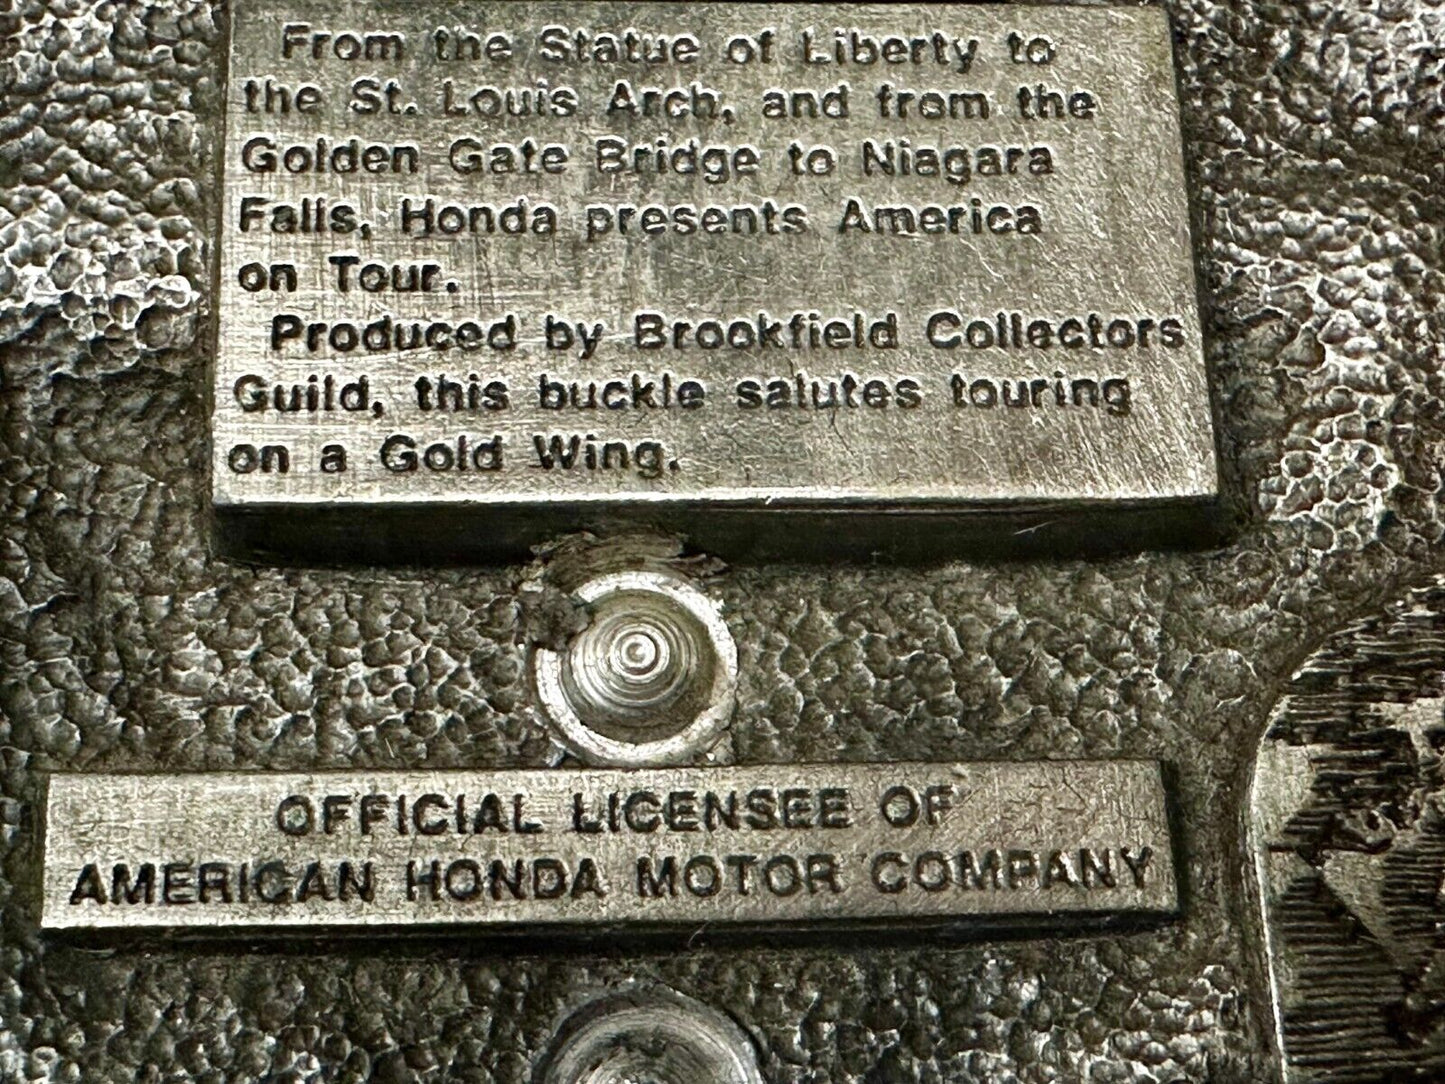 From the Statue of Liberty to
the St. Louis Arch, and from the
Golden Gate Bridge to Niagara
Falls, Honda presents America
on Tour.
Produced by Brookfield Collectors
Guild, this buckle salutes touring
on a Gold Wing.
OFFICIAL LICENSEE OF
AMERICAN HONDA MOTOR COMPANY